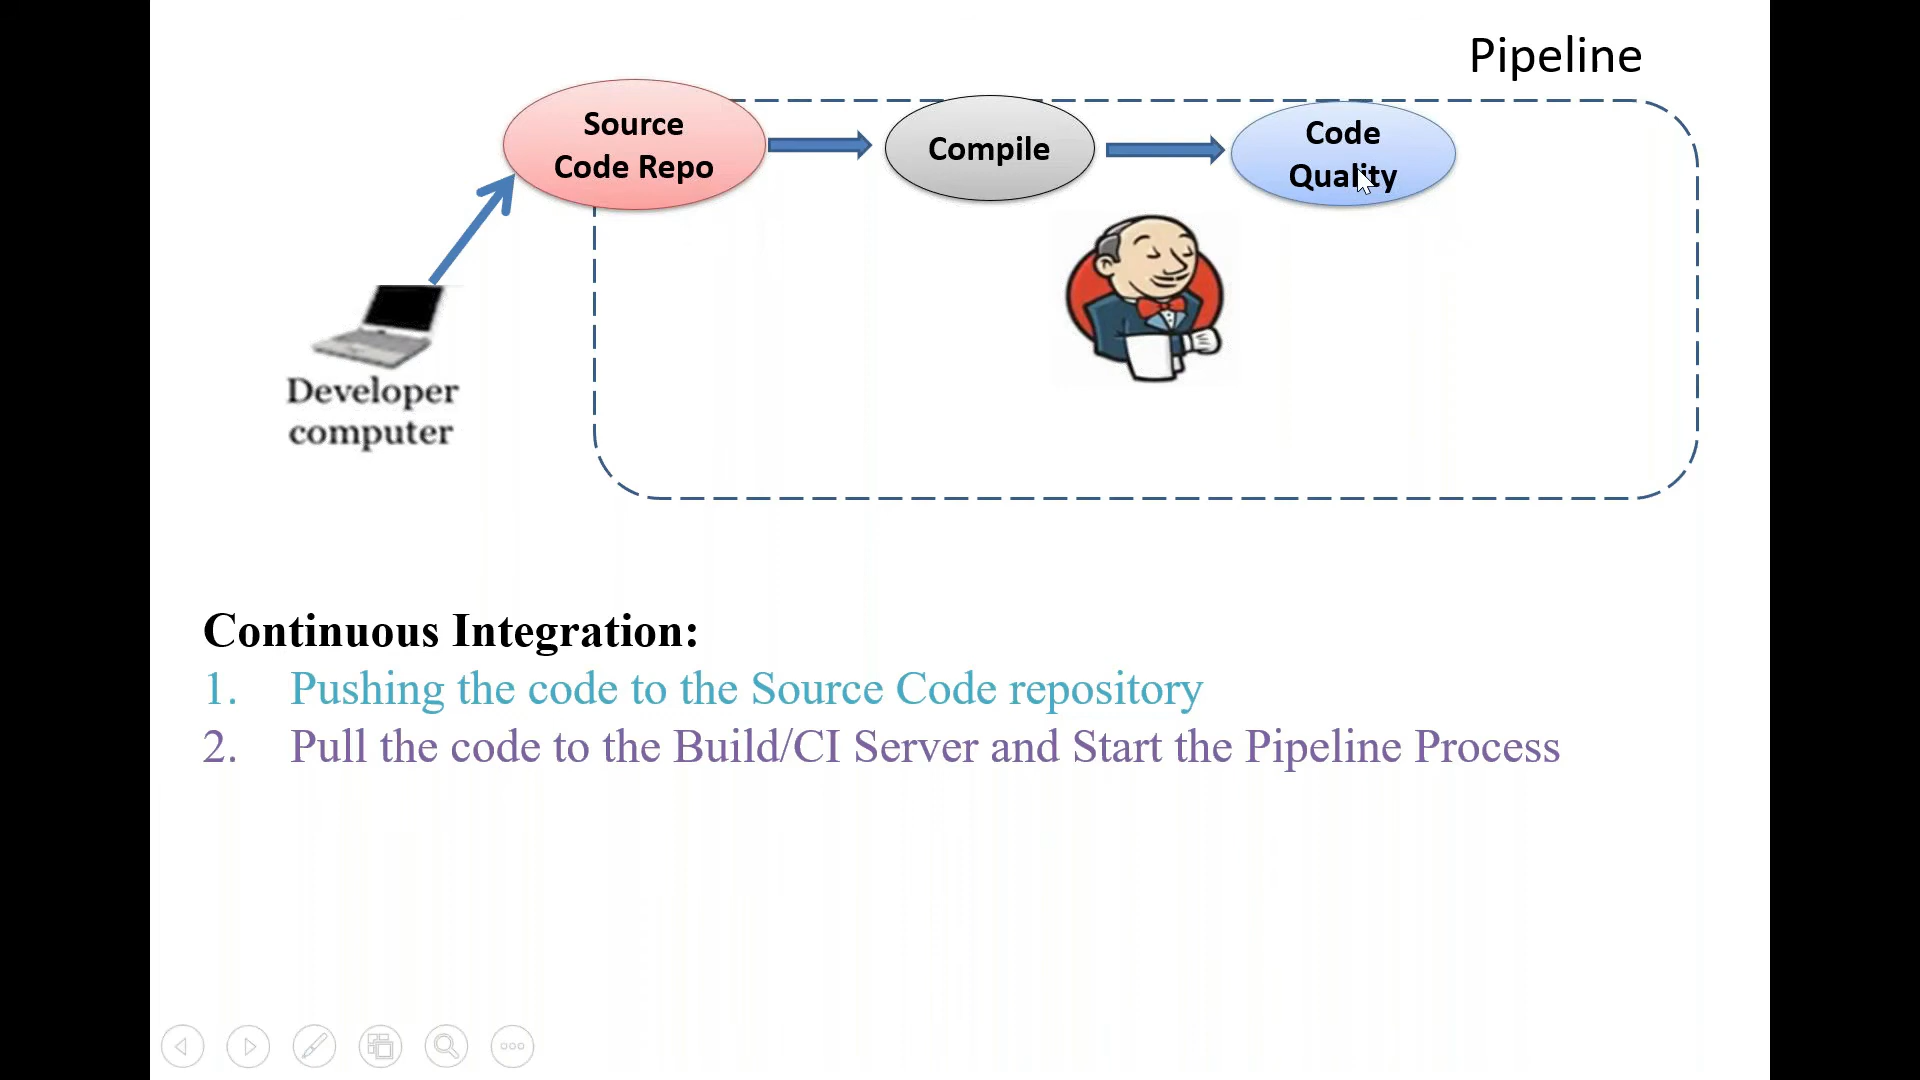 Pipeline
Source
Code Repo
Compile
Code
Quality
Developer
computer
Continuous Integration:
1. Pushing the code to the Source Code repository
2. Pull the code to the Build/CI Server and Start the Pipeline Process